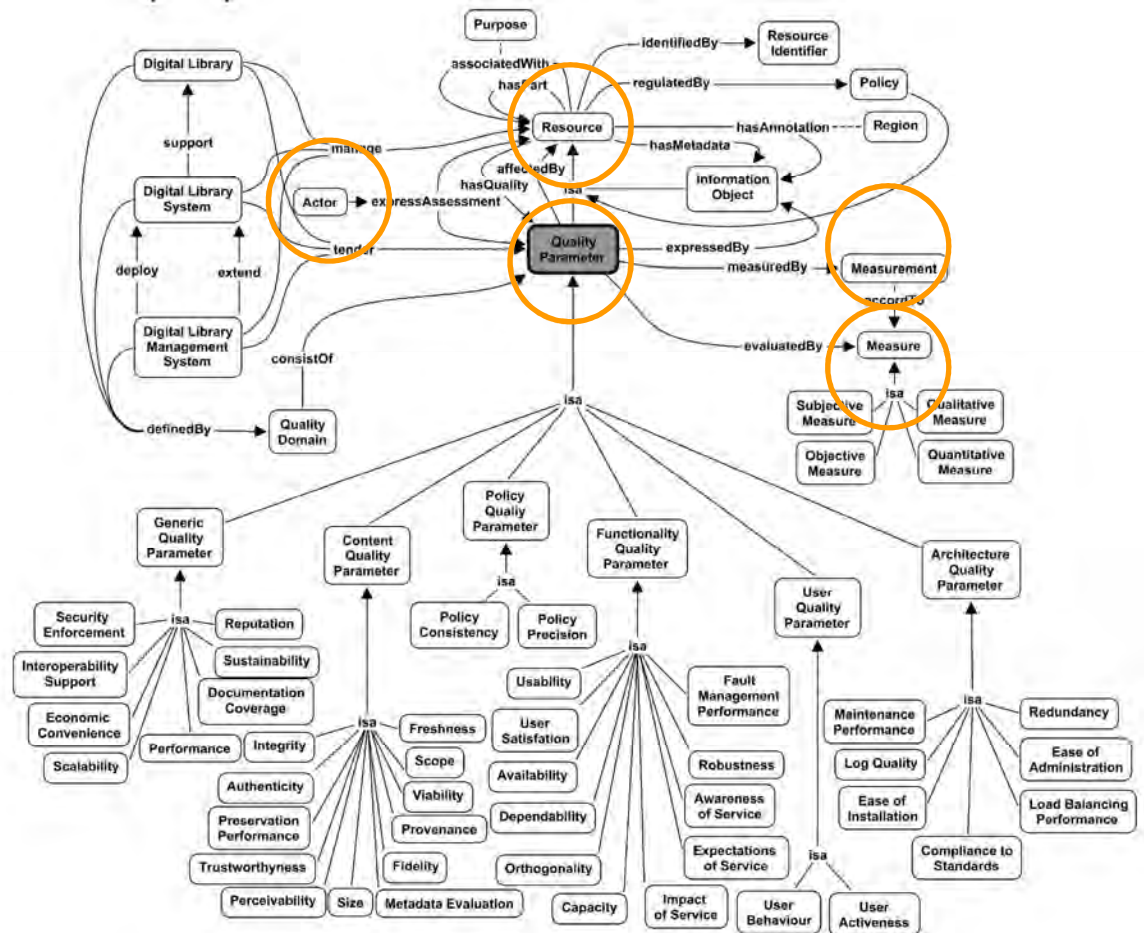 Purpose
Digital Library
Resource
Identifier
identifiedBy
associatedWith
hasPart
regulatedBy
Policy
Resource
hasAnnotation
Region
support
manage
hasMetadata
affectedBy
hasQuality
isa
Information
Object
Digital Library
System
Actor
expressAssessment
Quality
Parameter
expressedBy
tender
deploy
extend
measuredBy
Measurement
accordTo
Digital Library
Management
System
evaluatedBy
Measure
consistOf
isa
isa
Subjective
Measure
Qualitative
Measure
definedBy
Quality
Domain
Objective
Measure
Quantitative
Measure
Generic
Quality
Parameter
Content
Quality
Parameter
Policy
Qualiy
Parameter
Functionality
Quality
Parameter
User
Quality
Parameter
Architecture
Quality
Parameter
isa
Security
Enforcement
Reputation
Interoperability
Support
Sustainability
Economic
Convenience
Documentation
Coverage
Scalability
Performance
isa
Integrity
Freshness
Authenticity
Scope
Preservation
Performance
Viability
Provenance
Trustworthyness
Fidelity
Perceivability
Size
Metadata Evaluation
isa
Policy
Consistency
Policy
Precision
isa
Usability
Fault
Management
Performance
User
Satisfation
Availability
Robustness
Dependability
Awareness
of Service
Orthogonality
Expectations
of Service
Capacity
Impact
of Service
isa
User
Behaviour
User
Activeness
isa
Maintenance
Performance
Redundancy
Log Quality
Ease of
Administration
Ease of
Installation
Load Balancing
Performance
Compliance to
Standards